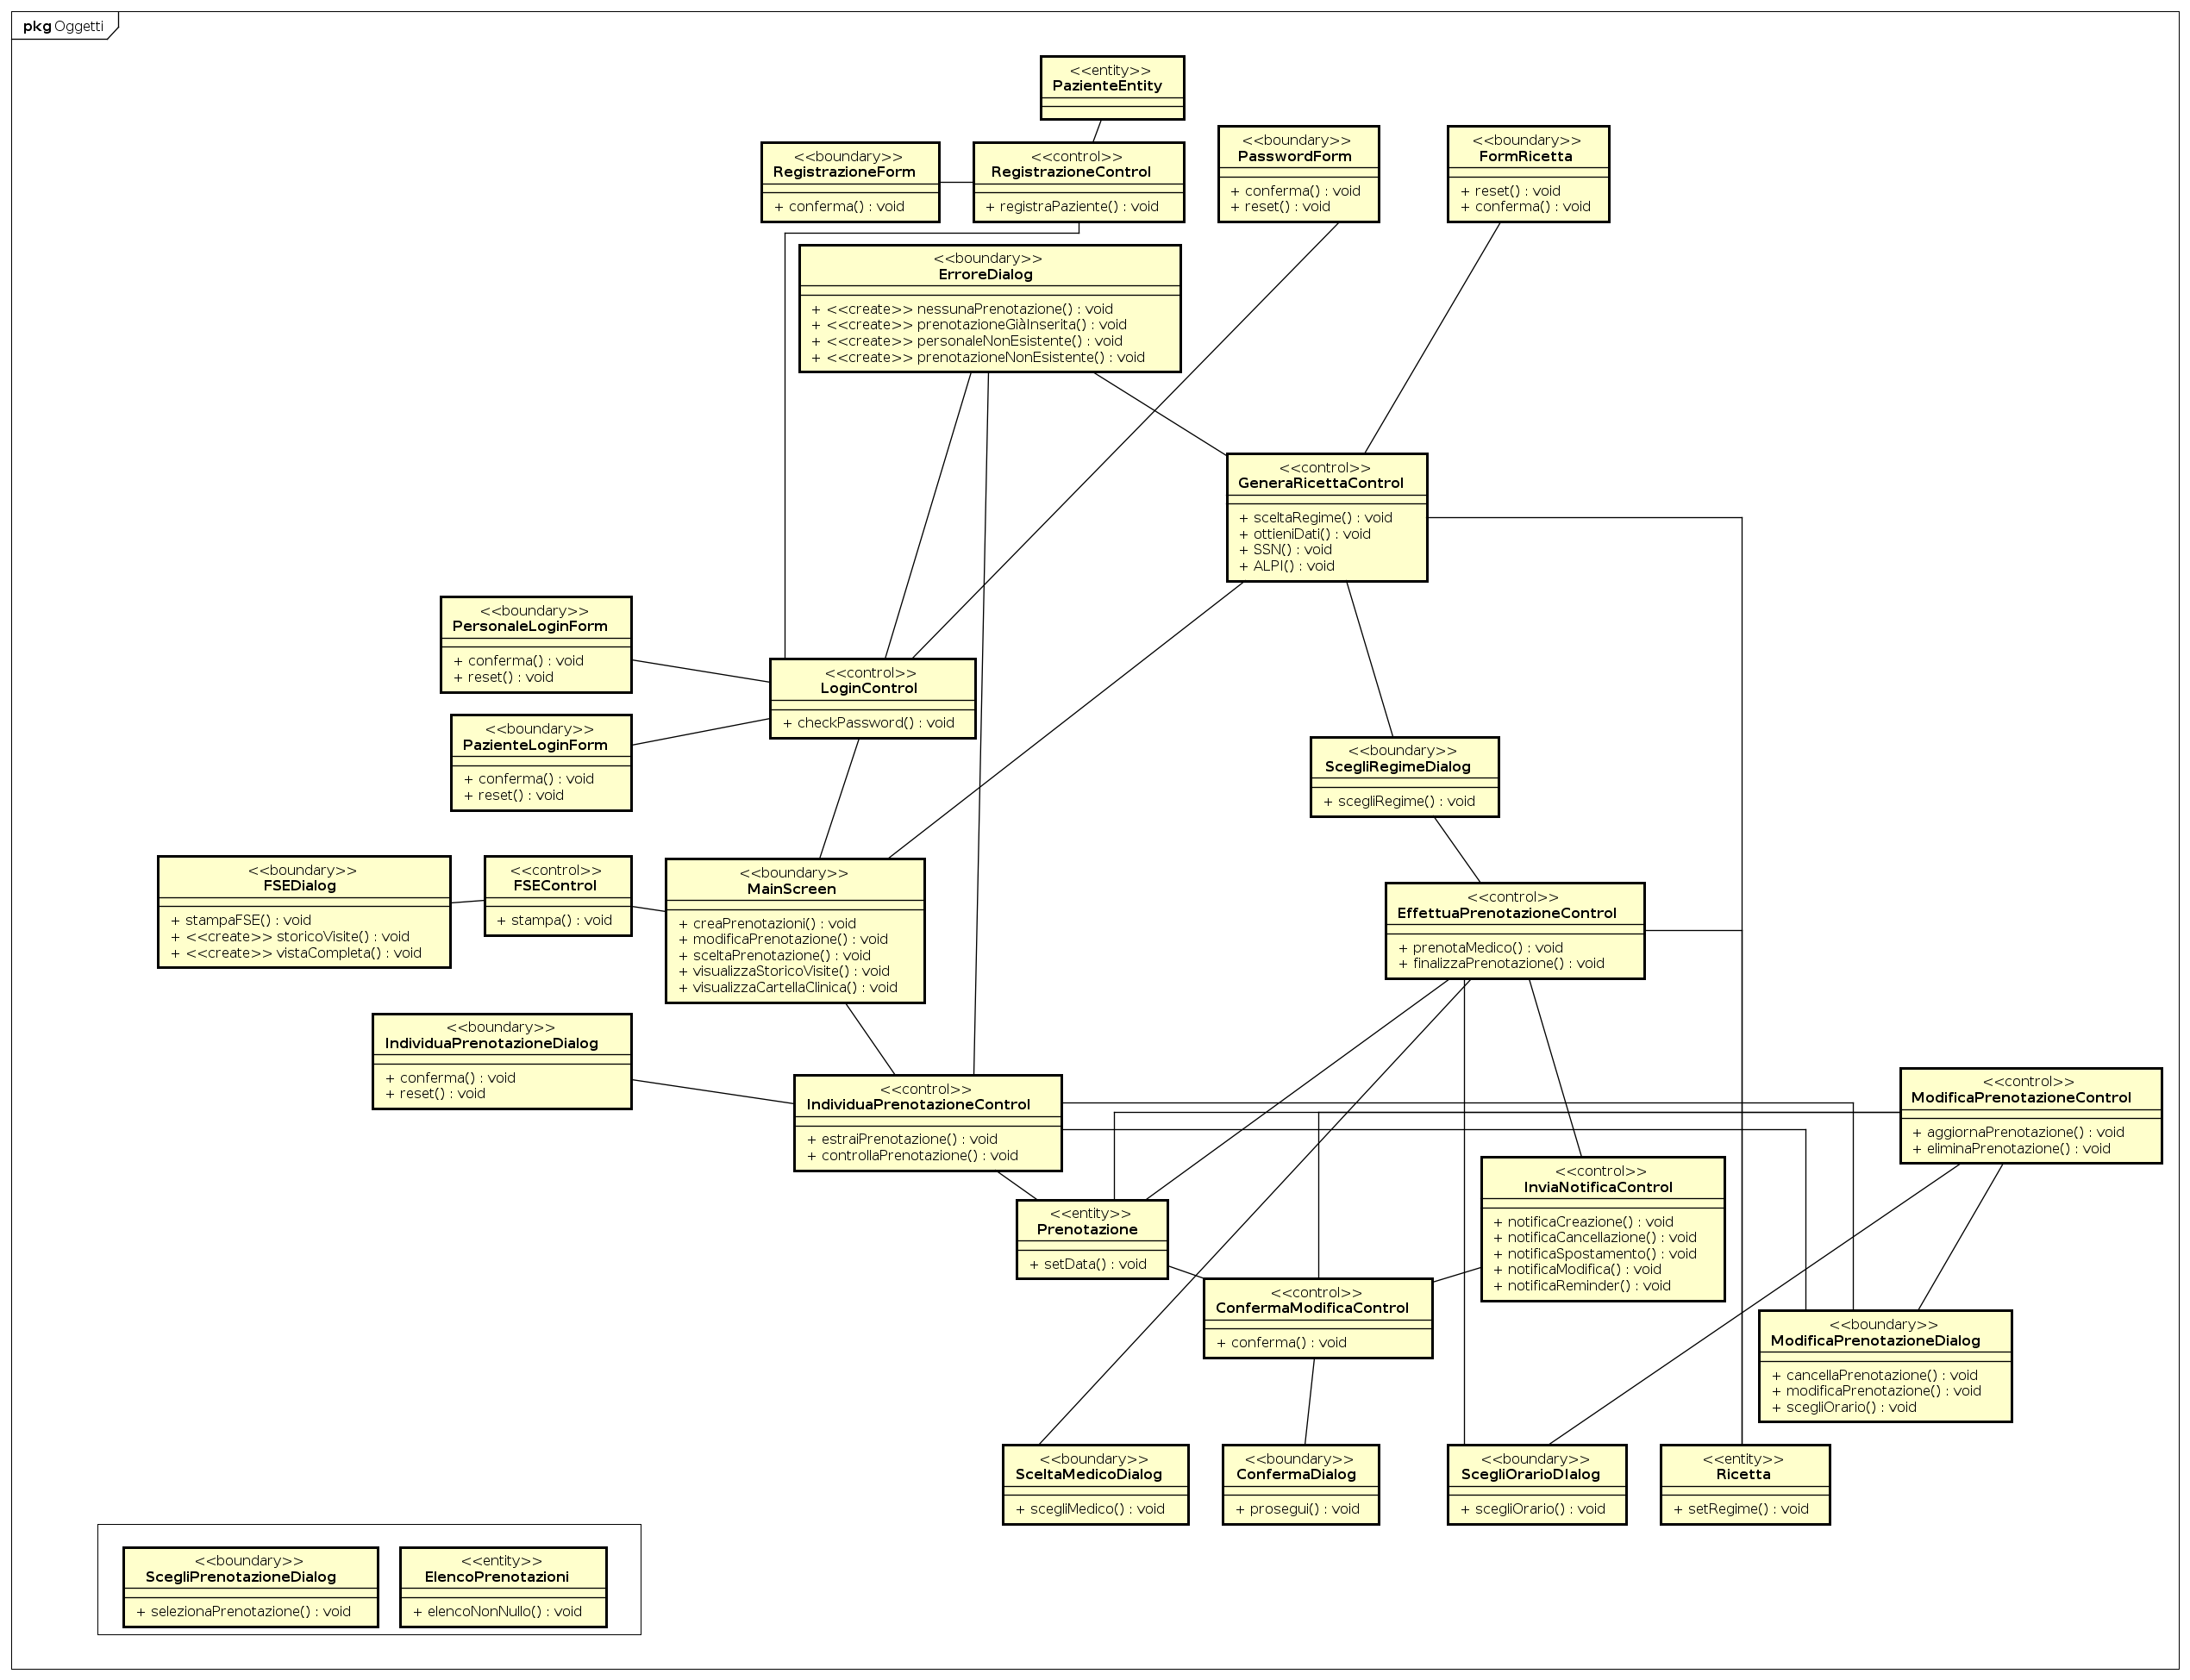 pkg Oggetti
<<entity>>
PazienteEntity
<<boundary>>
RegistrazioneForm
+ conferma() : void
<<control>>
RegistrazioneControl
+ registraPaziente() : void
<<boundary>>
PasswordForm
+ conferma() : void
+ reset() : void
<<boundary>>
FormRicetta
+ reset() : void
+ conferma() : void
<<boundary>>
ErroreDialog
+ <<create>> nessunaPrenotazione() : void
+ <<create>> prenotazioneGiàInserita() : void
+ <<create>> personaleNonEsistente() : void
+ <<create>> prenotazioneNonEsistente() : void
<<control>>
GeneraRicettaControl
+ sceltaRegime() : void
+ ottieniDati() : void
+ SSN() : void
+ ALPI() : void
<<boundary>>
PersonaleLoginForm
+ conferma() : void
+ reset() : void
<<control>>
LoginControl
+ checkPassword() : void
<<boundary>>
PazienteLoginForm
+ conferma() : void
+ reset() : void
<<boundary>>
ScegliRegimeDialog
+ scegliRegime() : void
<<boundary>>
FSEDialog
+ stampaFSE() : void
+ <<create>> storicoVisite() : void
+ <<create>> vistaCompleta() : void
<<control>>
FSEControl
+ stampa() : void
<<boundary>>
MainScreen
+ creaPrenotazioni() : void
+ modificaPrenotazione() : void
+ sceltaPrenotazione() : void
+ visualizzaStoricoVisite() : void
+ visualizzaCartellaClinica() : void
<<control>>
EffettuaPrenotazioneControl
+ prenotaMedico() : void
+ finalizzaPrenotazione() : void
<<boundary>>
IndividuaPrenotazioneDialog
+ conferma() : void
+ reset() : void
<<control>>
IndividuaPrenotazioneControl
+ estraiPrenotazione() : void
+ controllaPrenotazione() : void
<<control>>
ModificaPrenotazioneControl
+ aggiornaPrenotazione() : void
+ eliminaPrenotazione() : void
<<entity>>
Prenotazione
+ setData() : void
<<control>>
InviaNotificaControl
+ notificaCreazione() : void
+ notificaCancellazione() : void
+ notificaSpostamento() : void
+ notificaModifica() : void
+ notificaReminder() : void
<<control>>
ConfermaModificaControl
+ conferma() : void
<<boundary>>
ModificaPrenotazioneDialog
+ cancellaPrenotazione() : void
+ modificaPrenotazione() : void
+ scegliOrario() : void
<<boundary>>
SceltaMedicoDialog
+ scegliMedico() : void
<<boundary>>
ConfermaDialog
+ prosegui() : void
<<boundary>>
ScegliOrarioDIalog
+ scegliOrario() : void
<<entity>>
Ricetta
+ setRegime() : void
<<boundary>>
ScegliPrenotazioneDialog
+ selezionaPrenotazione() : void
<<entity>>
ElencoPrenotazioni
+ elencoNonNullo() : void